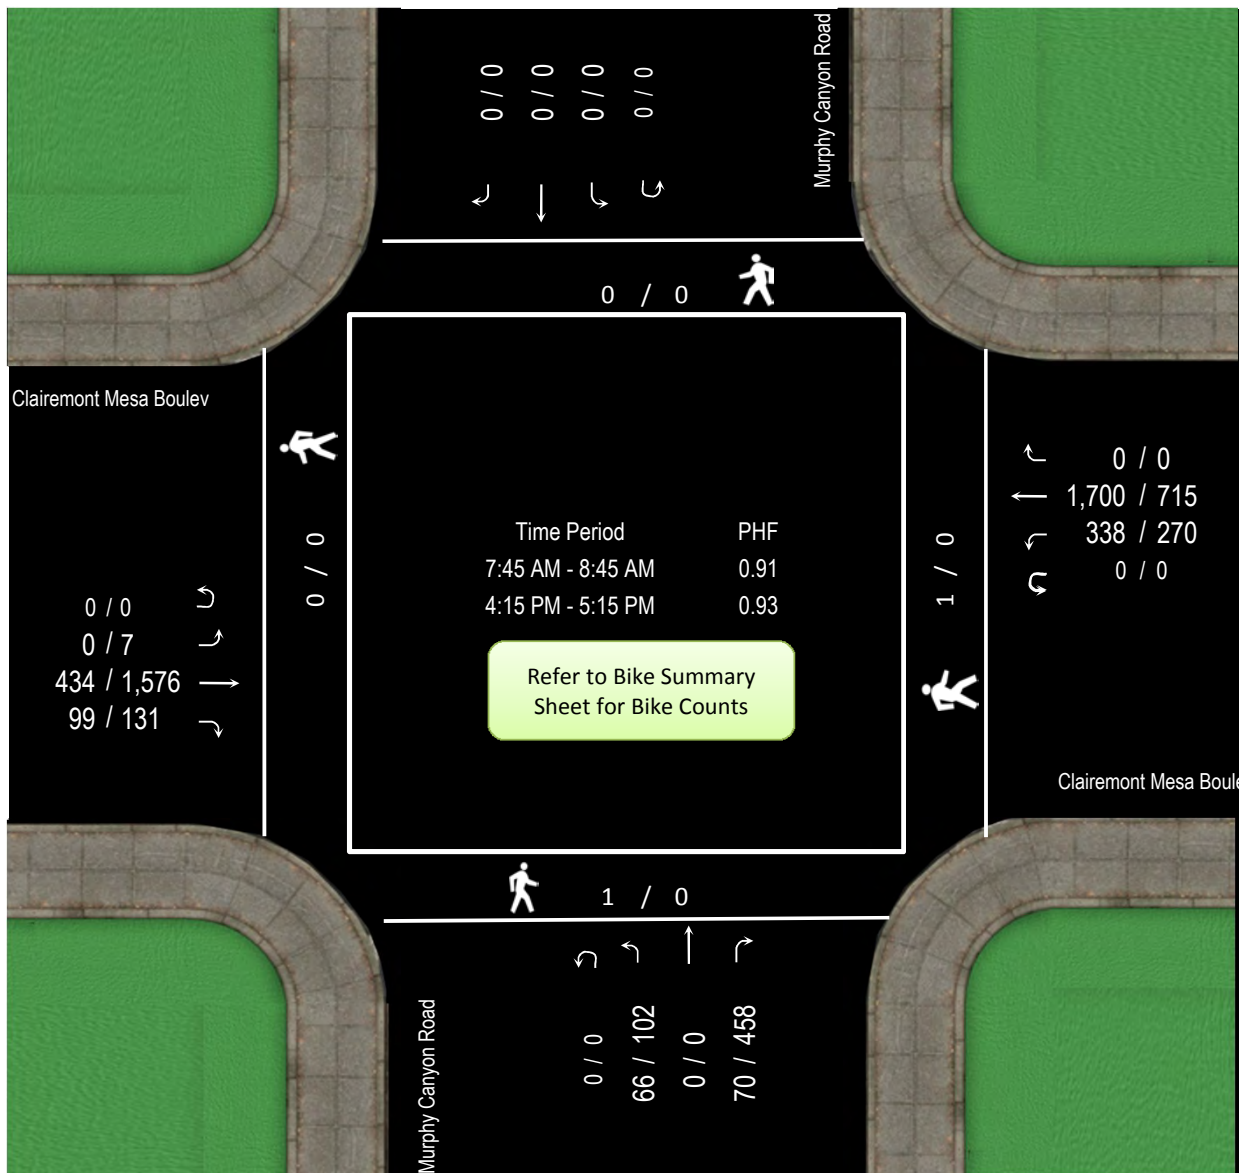 Murphy Canyon Road
0 / 0
0 / 0
0 / 0
0 / 0
0 / 0
Clairemont Mesa Boulev
0 / 0
0 / 0
1,700 / 715
338 / 270
0 / 0
1 / 0
Time Period PHF
7:45 AM - 8:45 AM 0.91
4:15 PM - 5:15 PM 0.93
0 / 0
0 / 7
434 / 1,576
99 / 131
Refer to Bike Summary
Sheet for Bike Counts
Clairemont Mesa Boule
1 / 0
Murphy Canyon Road
0 / 0
66 / 102
0 / 0
70 / 458